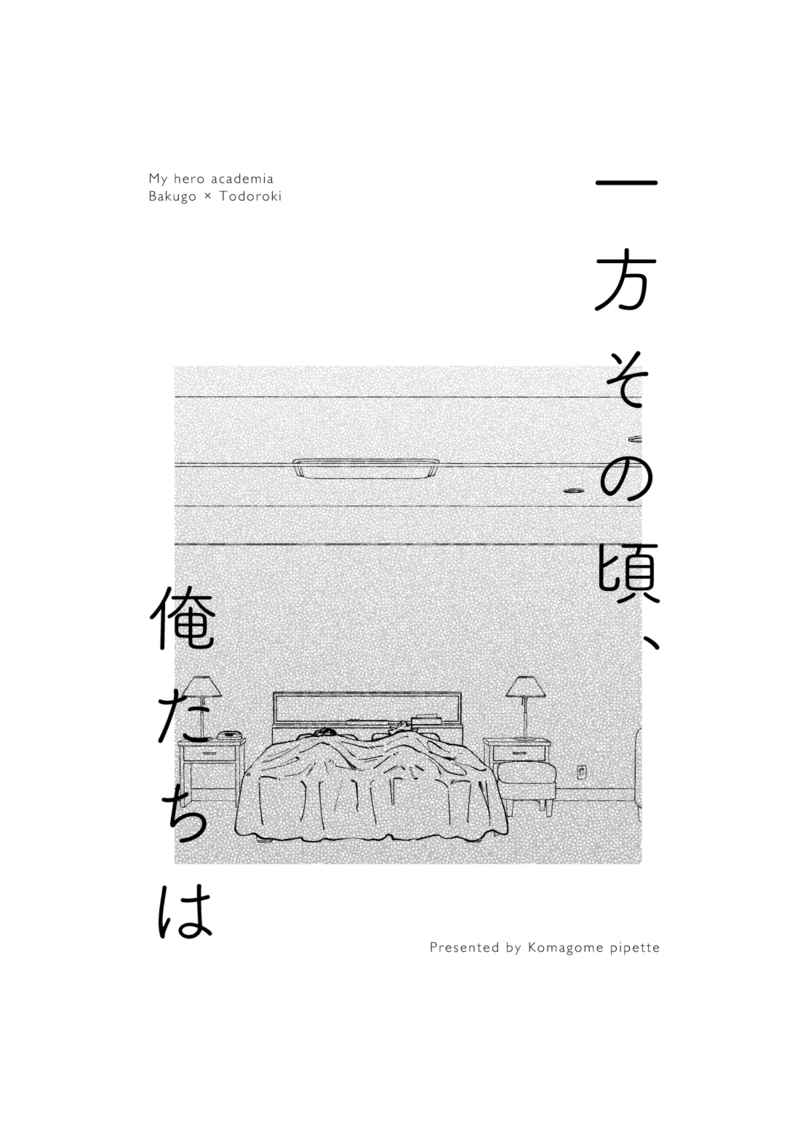 My hero academia
Bakugo × Todoroki
一方その頃、
俺たちは
Presented by Komagome pipette